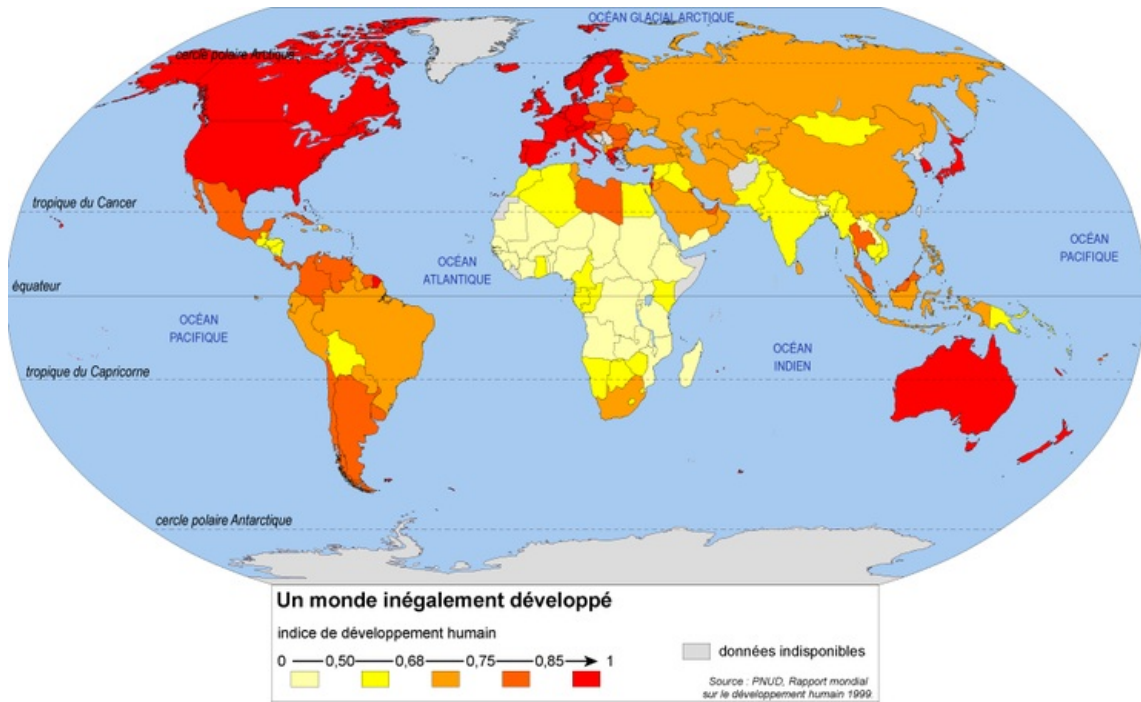 OCÉAN GLACIAL ARCTIQUE
cercle polaire Arctique
tropique du Cancer
OCÉAN
ATLANTIQUE
OCÉAN
PACIFIQUE
équateur
OCÉAN
PACIFIQUE
OCÉAN
INDIEN
tropique du Capricorne
cercle polaire Antarctique
Un monde inégalement développé
indice de développement humain
0 0,50 0,68 0,75 0,85 1
données indisponibles
Source : PNUD, Rapport mondial
sur le développement humain 1999.